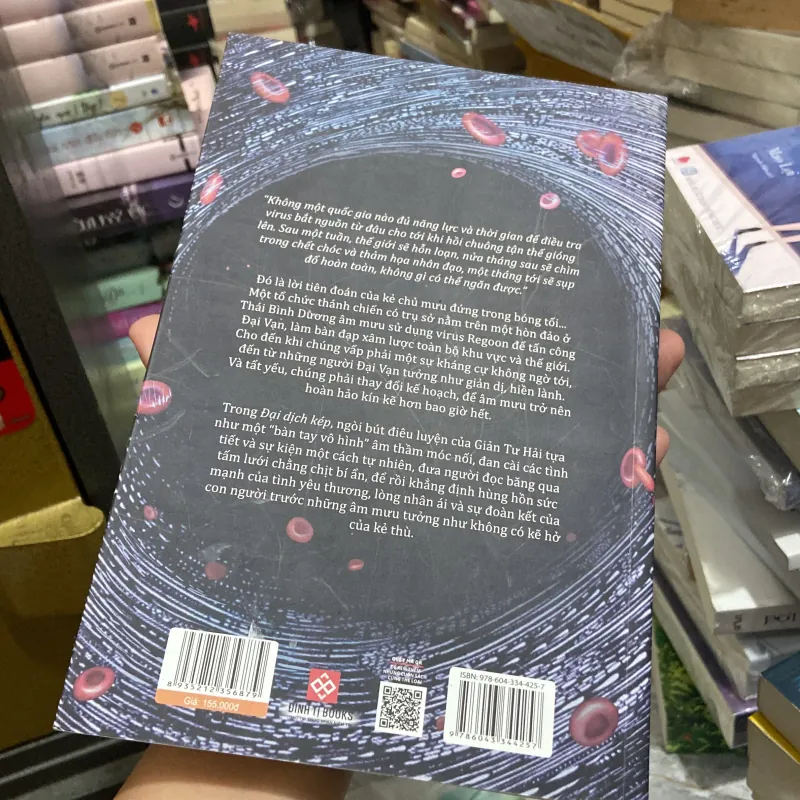 "Không một quốc gia nào đủ năng lực và thời gian để điều tra
virus bắt nguồn từ đâu cho tới khi hồi chuông tận thế gióng
lên. Sau một tuần, thế giới sẽ hỗn loạn, nửa tháng sau sẽ chìm
trong chết chóc và thảm họa nhân đạo, một tháng tới sẽ sụp
đổ hoàn toàn, không gì có thể ngăn được."
Đó là lời tiên đoán của kẻ chủ mưu đứng trong bóng tối...
Một tổ chức thánh chiến có trụ sở nằm trên một hòn đảo ở
Thái Bình Dương âm mưu sử dụng virus Regoon để tấn công
Đại Vạn, làm bàn đạp xâm lược toàn bộ khu vực và thế giới.
Cho đến khi chúng vấp phải một sự kháng cự không ngờ tới,
đến từ những người Đại Vạn tưởng như giản dị, hiền lành.
Và tất yếu, chúng phải thay đổi kế hoạch, để âm mưu trở nên
hoàn hảo kín kẽ hơn bao giờ hết.
Trong Đại dịch kép, ngòi bút điêu luyện của Giản Tư Hải tựa
như một "bàn tay vô hình" âm thầm móc nối, đan cài các tình
tiết và sự kiện một cách tự nhiên, đưa người đọc băng qua
tấm lưới chằng chịt bí ẩn, để rồi khẳng định hùng hồn sức
mạnh của tình yêu thương, lòng nhân ái và sự đoàn kết của
con người trước những âm mưu tưởng như không có kẽ hở
của kẻ thù.
8935212356879
Giá: 155.000đ
ĐINH TỊ BOOKS
QUÉT MÃ QR
ISBN: 978-604-334-425-7
9786043344257